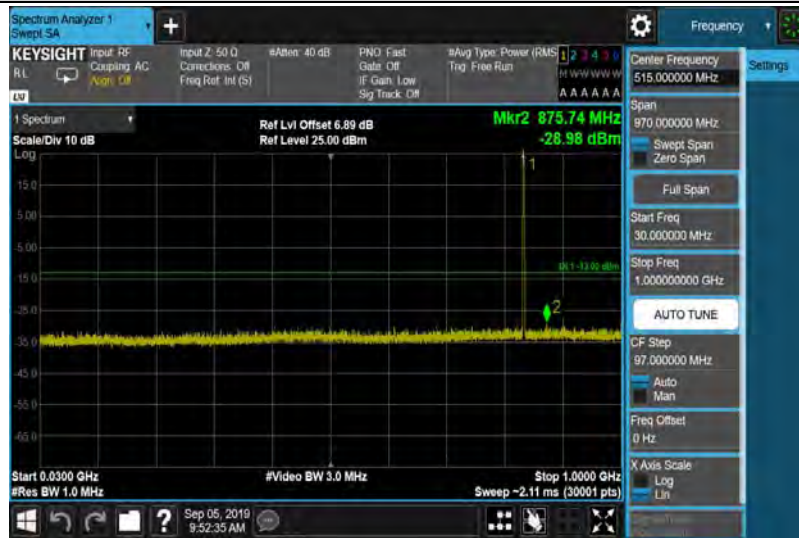 Spectrum Analyzer 1
Swept SA
+
Frequency
KEYSIGHT
RL
Input: RF
Coupling: AC
Align: Off
Input Z: 50 Ω
Corrections: Off
Freq Ref: Int (S)
#Atten: 40 dB
PNO: Fast
Gate: Off
IF Gain: Low
Sig Track: Off
#Avg Type: Power (RMS
Trig: Free Run
1 2 3 4 5 6
M W W W W W
A A A A A A
LXI
1 Spectrum
Scale/Div 10 dB
Ref Lvl Offset 6.89 dB
Ref Level 25.00 dBm
Mkr2 875.74 MHz
-28.98 dBm
Log
15.0
5.00
-5.00
-15.0
-25.0
-35.0
-45.0
-55.0
-65.0
1
DL1 -13.00 dBm
2
Start 0.0300 GHz
#Res BW 1.0 MHz
#Video BW 3.0 MHz
Stop 1.0000 GHz
Sweep ~2.11 ms (30001 pts)
Center Frequency
515.000000 MHz
Settings
Span
970.000000 MHz
Swept Span
Zero Span
Full Span
Start Freq
30.000000 MHz
Stop Freq
1.000000000 GHz
AUTO TUNE
CF Step
97.000000 MHz
Auto
Man
Freq Offset
0 Hz
X Axis Scale
Log
Lin
?
Sep 05, 2019
9:52:35 AM